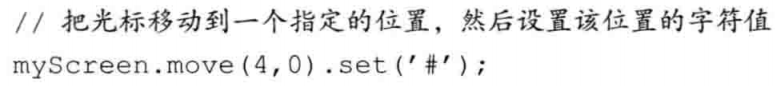 // 把光标移动到一个指定的位置，然后设置该位置的字符值
myScreen.move(4,0).set('#');